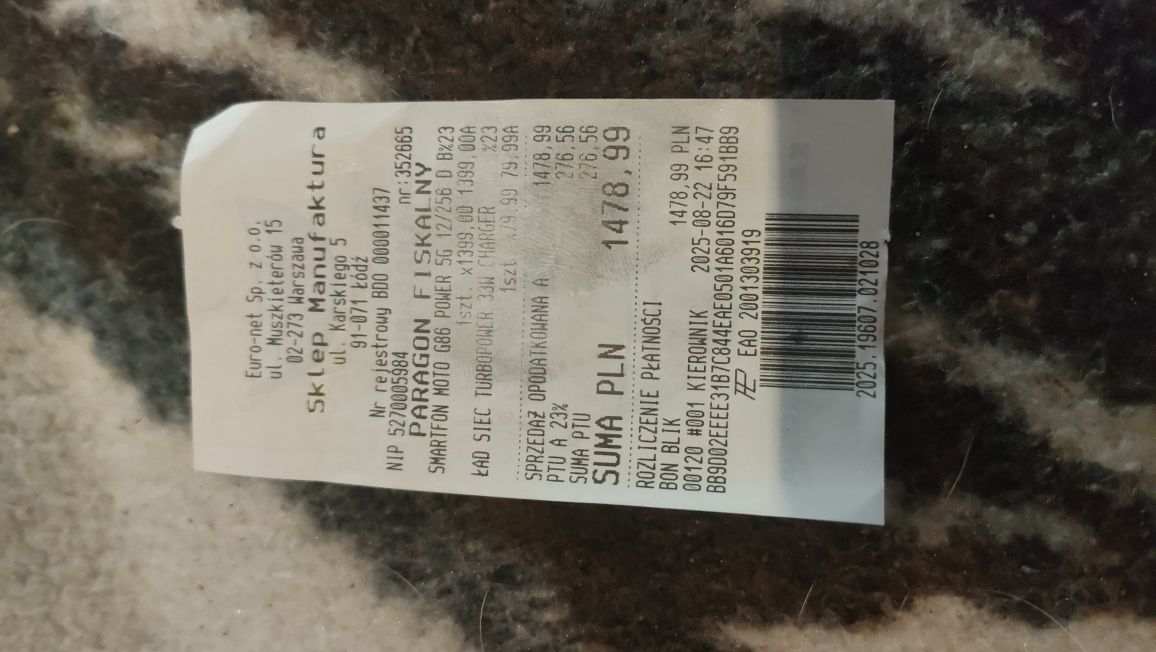 Euro-net Sp. z o.o.
ul. Muszkieterów 15
02-273 Warszawa
Sklep Manufaktura
ul. Karskiego 5
91-071 Łódź
Nr rejestrowy BDO 000011437
NIP 5270005984 nr:352665
PARAGON FISKALNY
SMARTFON MOTO G86 POWER 5G 12/256 D B%23
1szt. x1399,00 1399,00A
ŁAD SIEC TURBOPOWER 33W CHARGER %23
1szt. x79,99 79,99A
SPRZEDAŻ OPODATKOWANA A 1478,99
PTU A 23% 276,56
SUMA PTU 276,56
SUMA PLN 1478,99
ROZLICZENIE PŁATNOŚCI
BON BLIK 1478,99 PLN
00120 #001 KIEROWNIK 2025-08-22 16:47
BB9D02EEEE31B7C844EAE0501A6016D79F591BB9
EAO 2001303919
2025.19607.021028